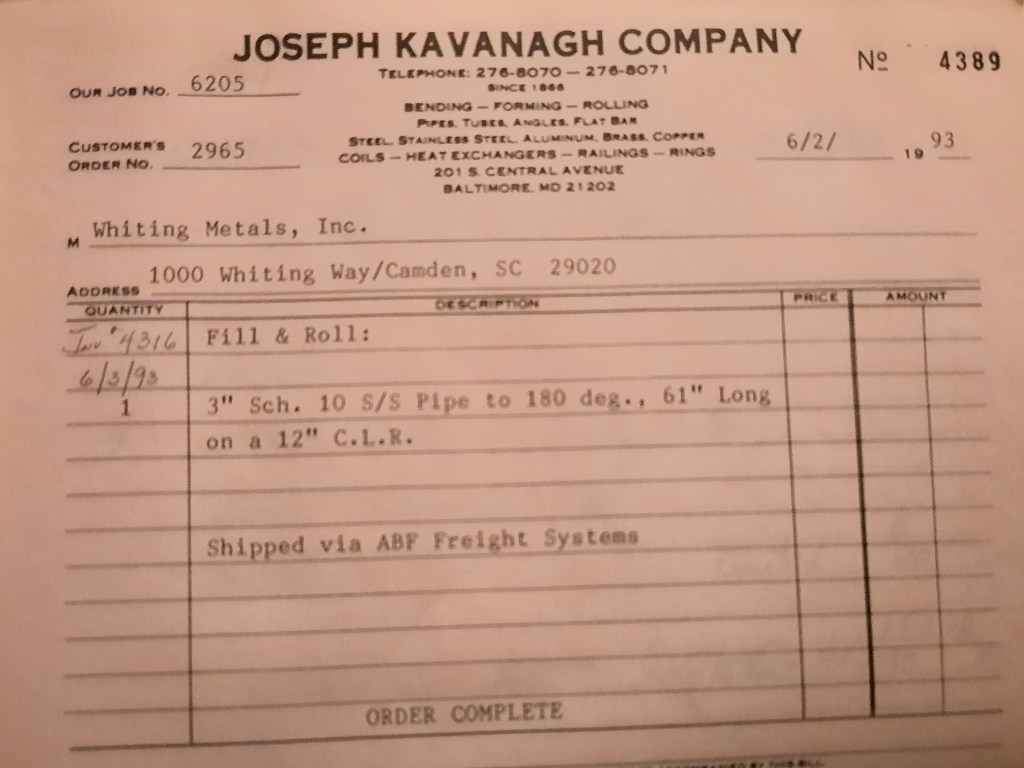 JOSEPH KAVANAGH COMPANY
Nº 4389
TELEPHONE: 276-8070 — 276-8071
SINCE 1866
OUR JOB NO. 6205
BENDING — FORMING — ROLLING
PIPES, TUBES, ANGLES, FLAT BAR
STEEL, STAINLESS STEEL, ALUMINUM, BRASS, COPPER
COILS — HEAT EXCHANGERS — RAILINGS — RINGS
CUSTOMER'S
ORDER NO. 2965
6/2/ 19 93
201 S. CENTRAL AVENUE
BALTIMORE, MD 21202
M Whiting Metals, Inc.
ADDRESS 1000 Whiting Way/Camden, SC 29020
QUANTITY DESCRIPTION PRICE AMOUNT
Inv # 4316 Fill & Roll:
6/3/93
1 3" Sch. 10 S/S Pipe to 180 deg., 61" Long
on a 12" C.L.R.
Shipped via ABF Freight Systems
ORDER COMPLETE
ACCOMPANIED BY THIS BILL